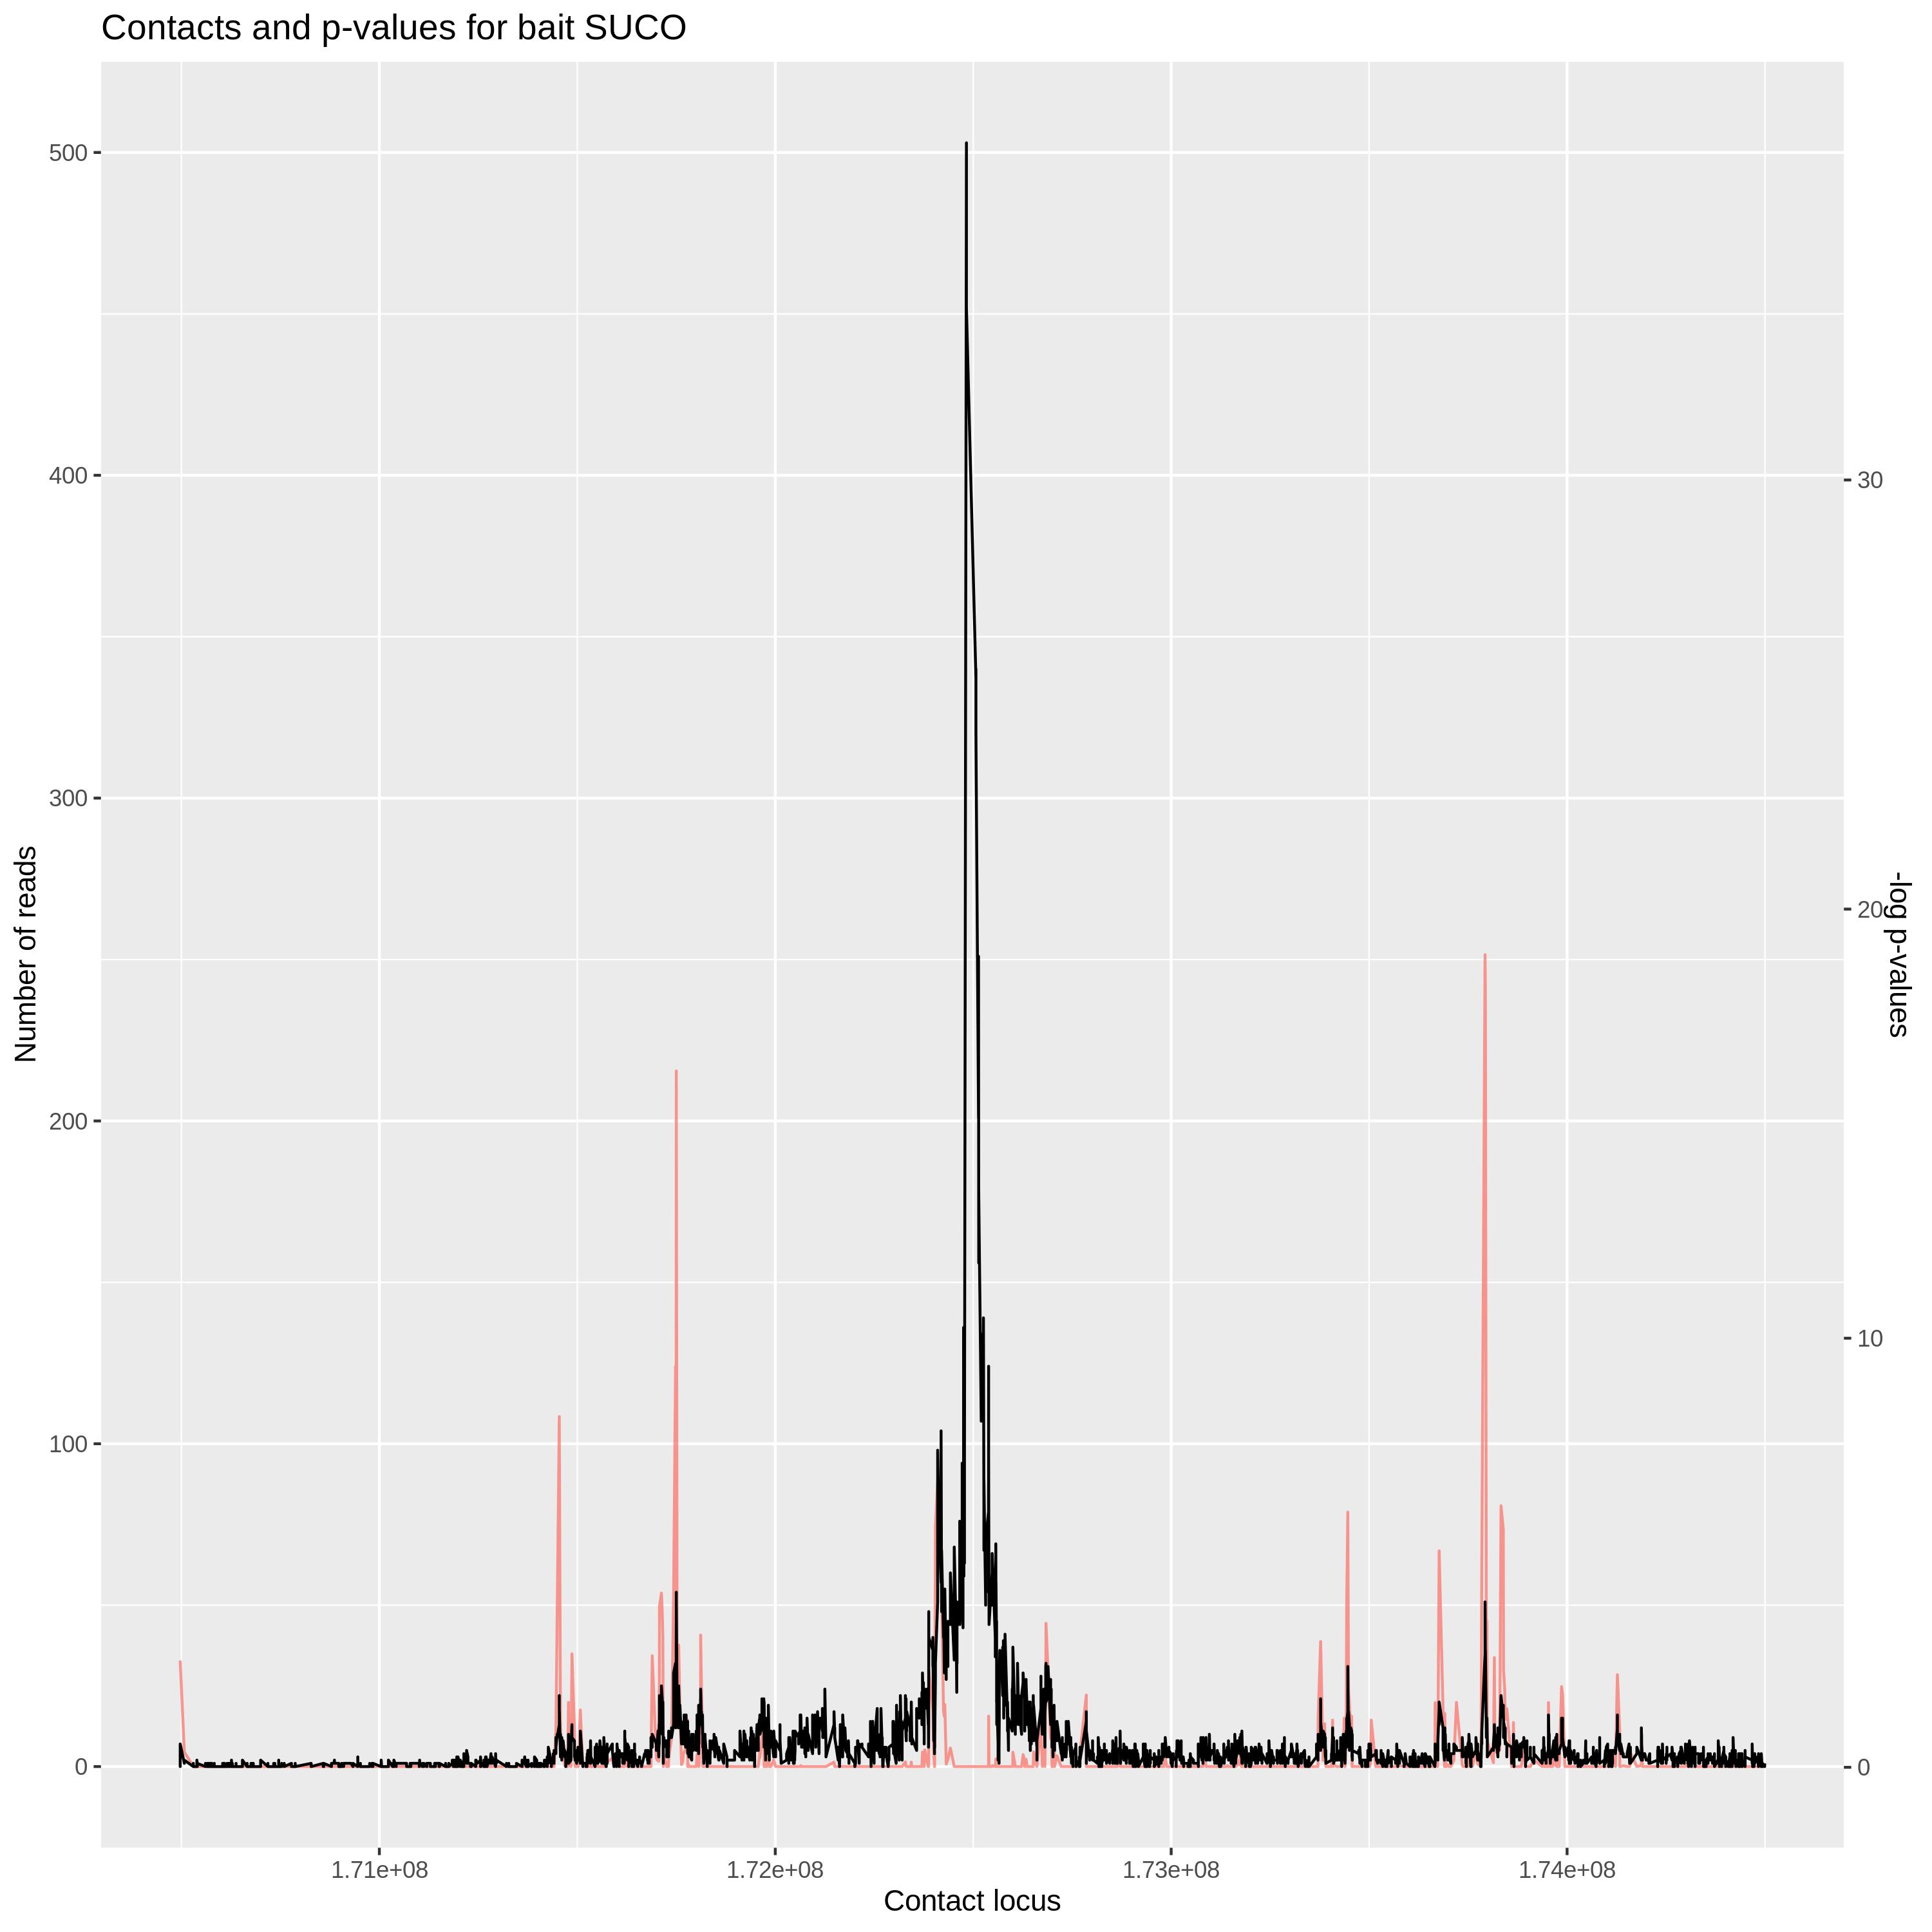 Contacts and p-values for bait SUCO
500
400
300
200
100
0
Number of reads
30
20
10
0
-log p-values
1.71e+08
1.72e+08
1.73e+08
1.74e+08
Contact locus